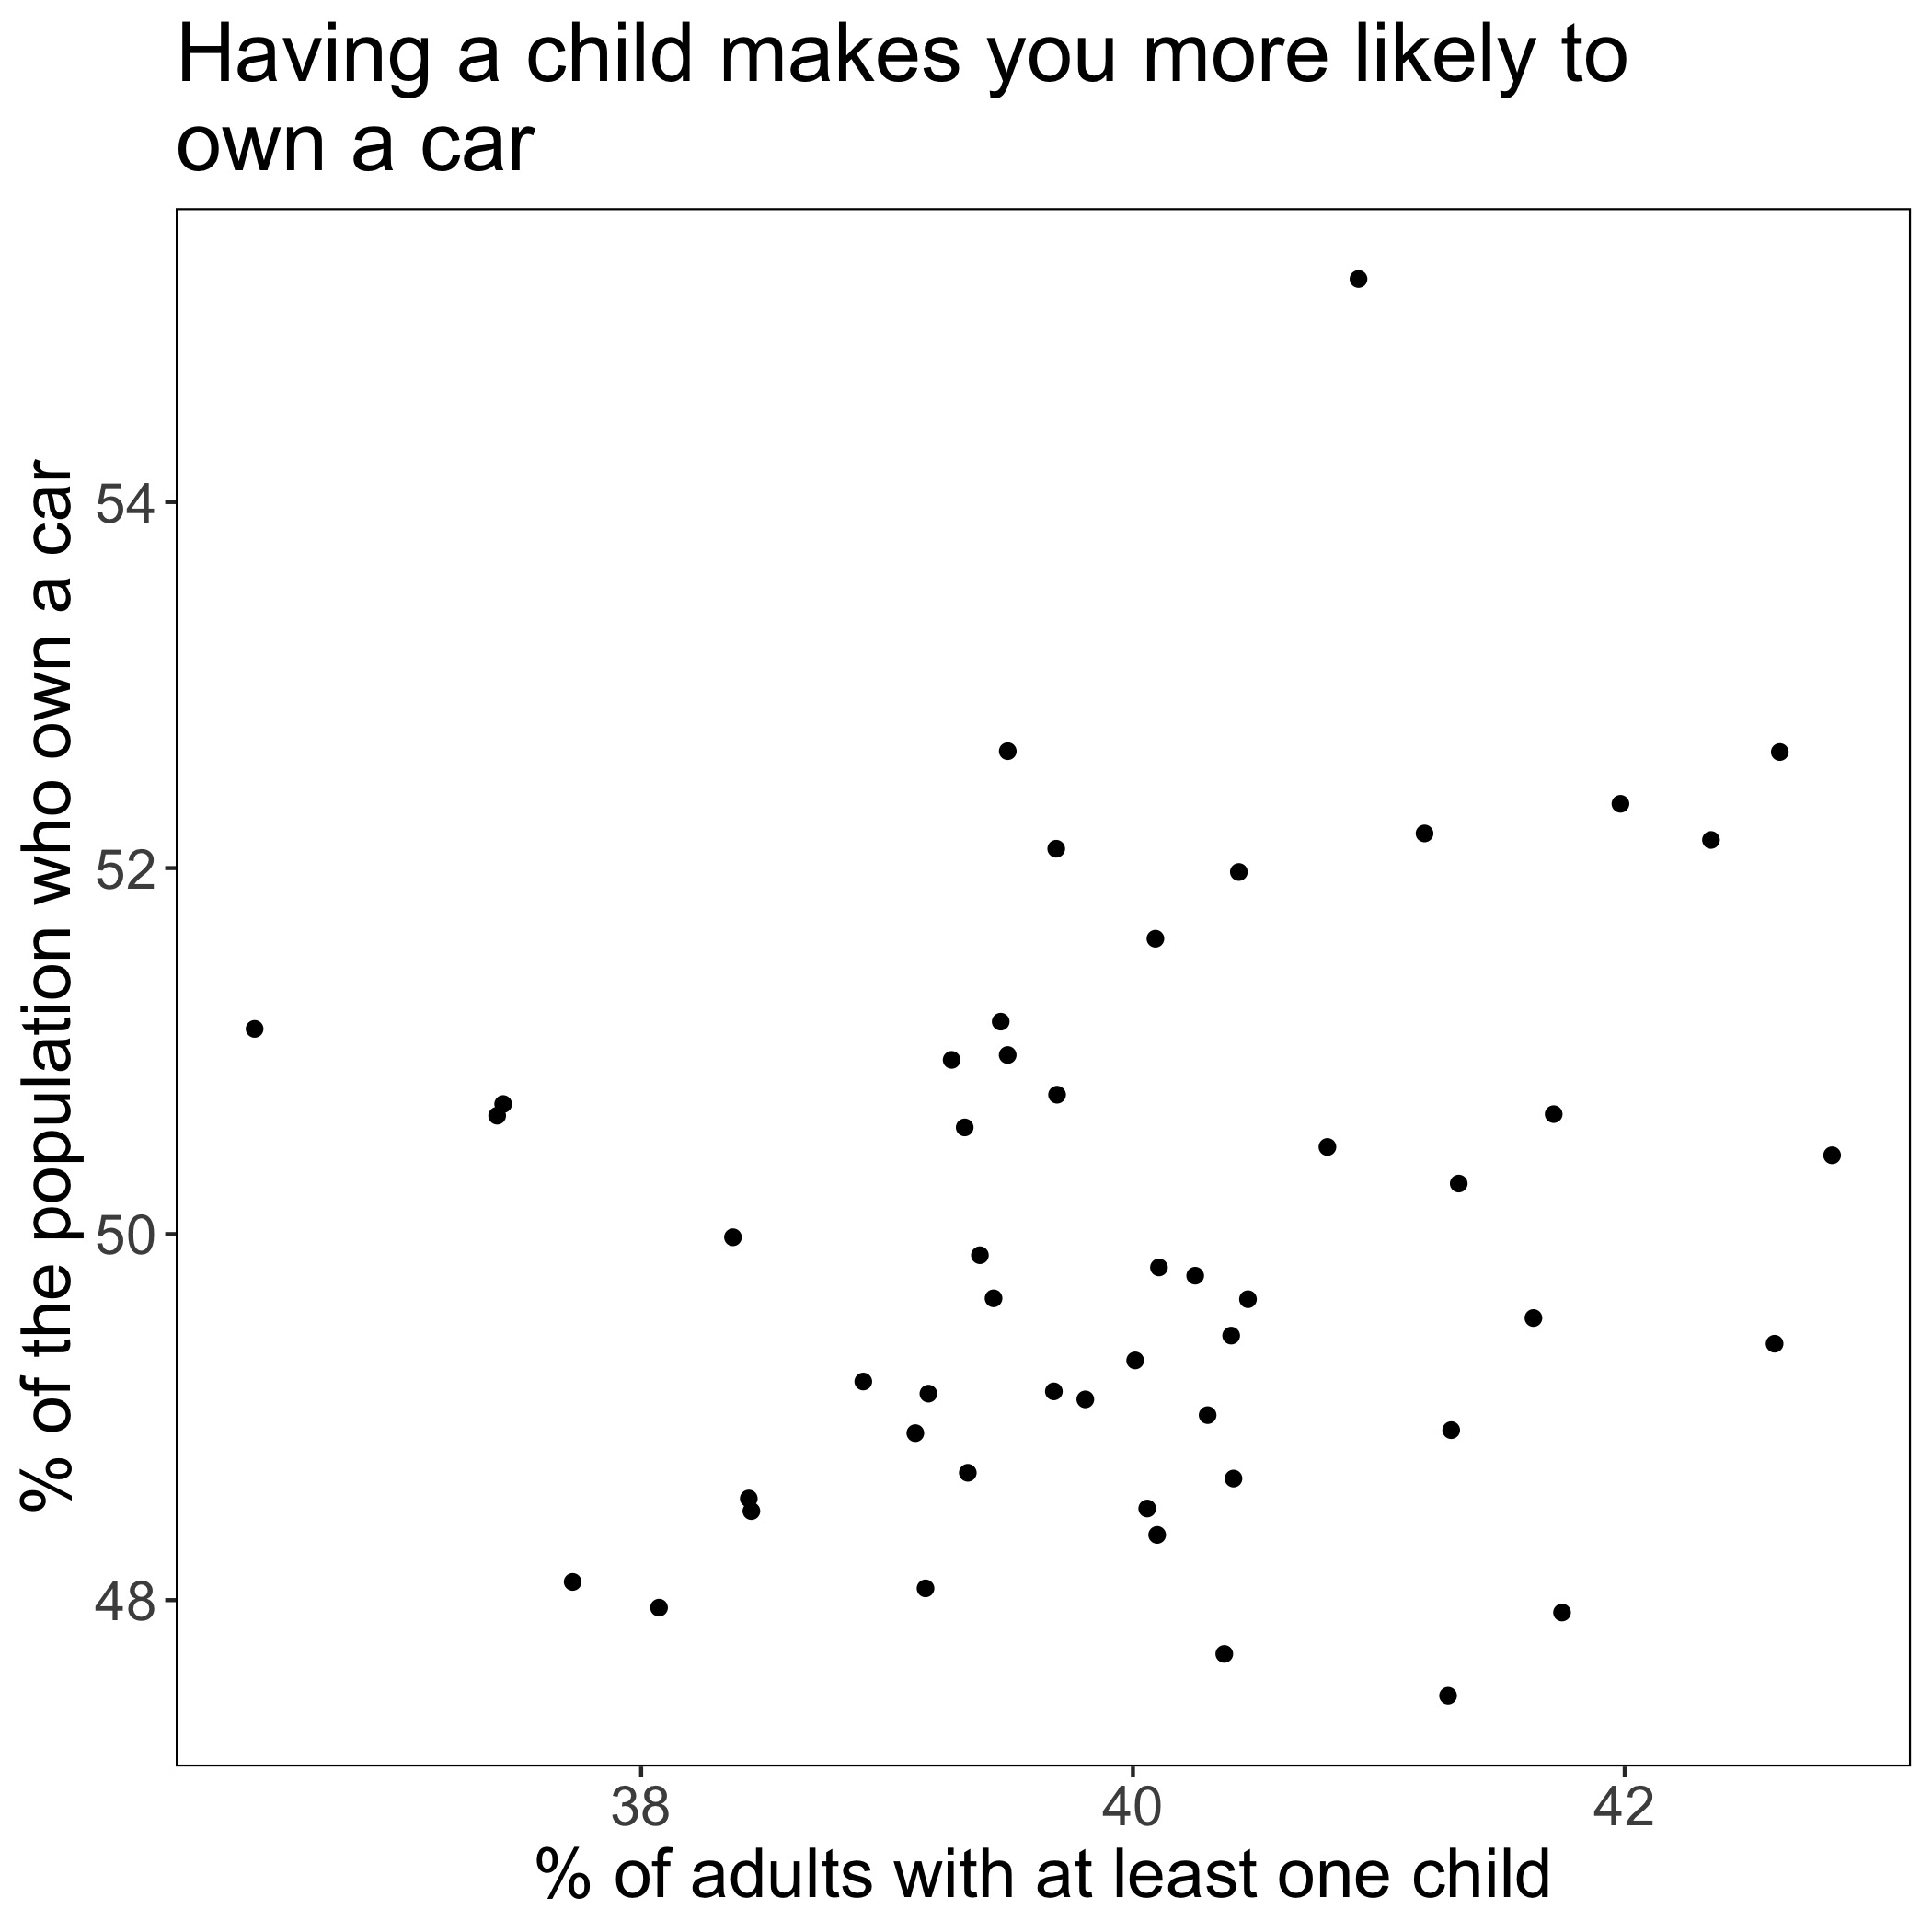 Having a child makes you more likely to
own a car
% of the population who own a car
54
52
50
48
38
40
42
% of adults with at least one child